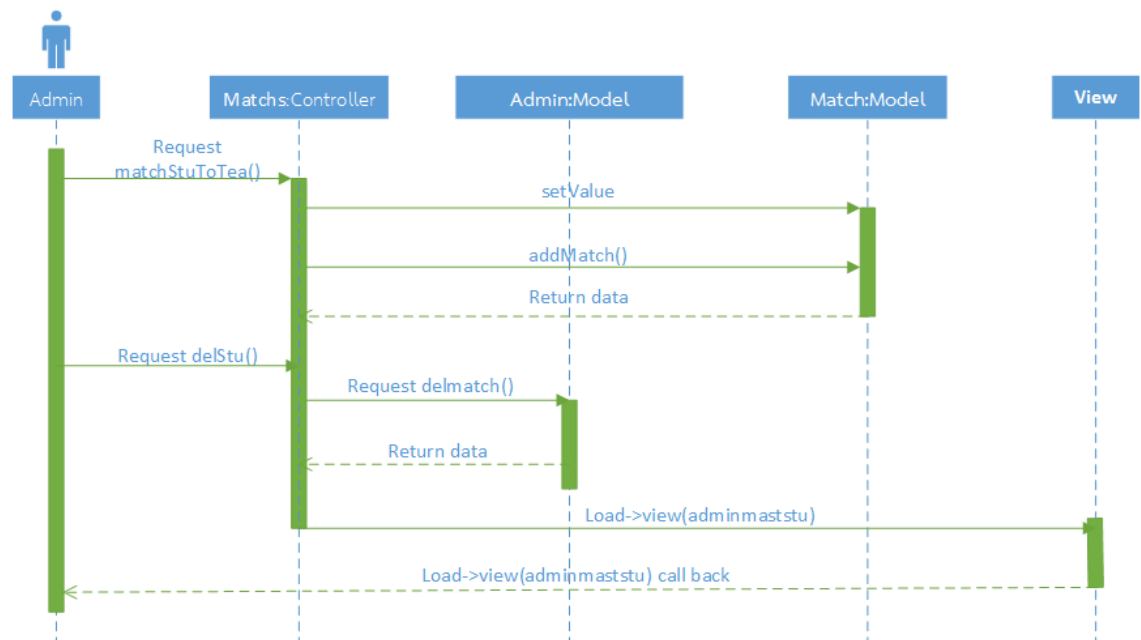 Admin
Matchs:Controller
Admin:Model
Match:Model
View
Request
matchStuToTea()
setValue
addMatch()
Return data
Request delStu()
Request delmatch()
Return data
Load->view(adminmaststu)
Load->view(adminmaststu) call back